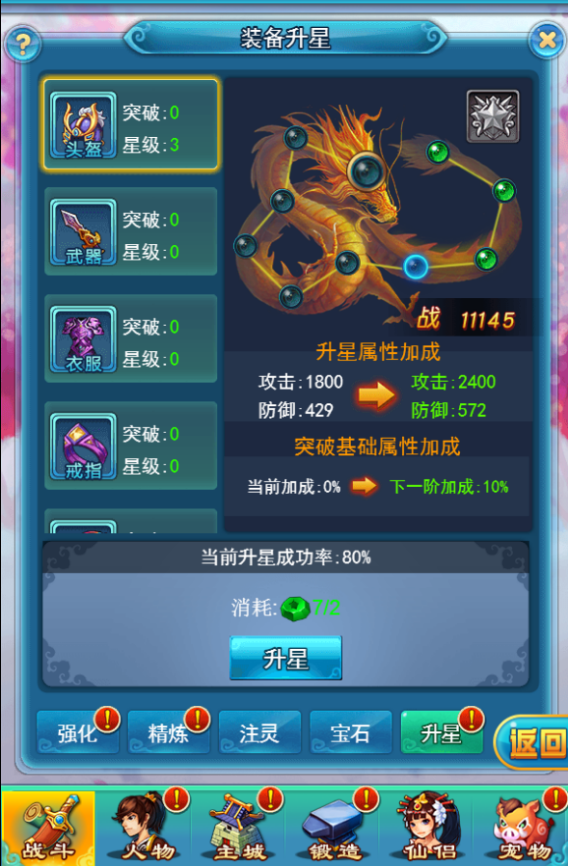 ?
装备升星
突破:0
星级:3
头盔
突破:0
星级:0
武器
突破:0
星级:0
衣服
突破:0
星级:0
戒指
战 11145
升星属性加成
攻击:1800 攻击:2400
防御:429 防御:572
突破基础属性加成
当前加成:0% 下一阶加成:10%
当前升星成功率:80%
消耗: 7/2
升星
强化 ! 精炼 ! 注灵 宝石 升星 ! 返回
! ! ! ! !
战斗 人物 主城 锻造 仙侣 宠物